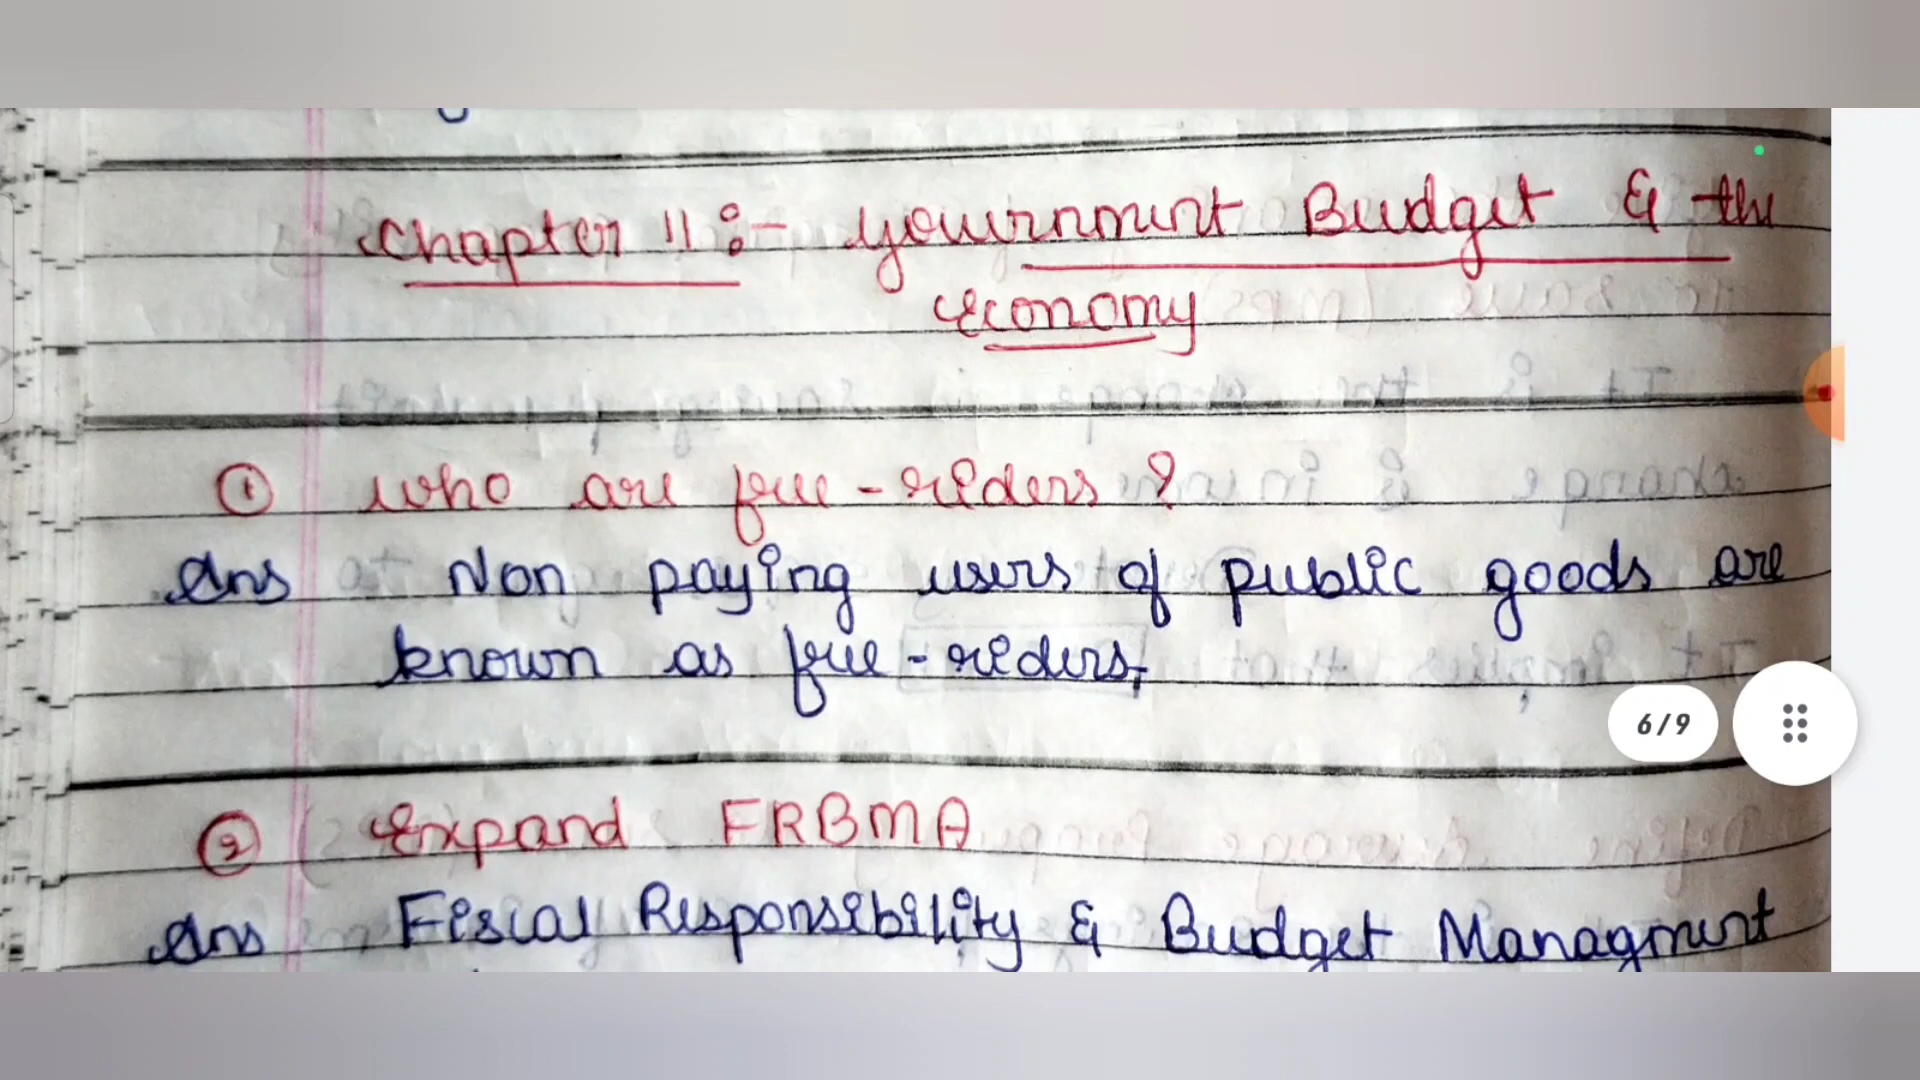 Chapter 11 :- Government Budget & the
Economy
① who are free-riders ?
Ans Non paying users of public goods are
known as free-riders.
6/9
② Expand FRBMA
Ans Fiscal Responsibility & Budget Managment